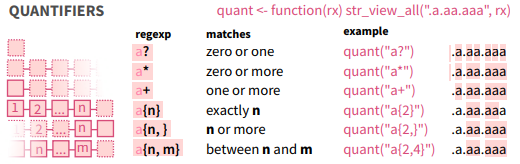 QUANTIFIERS quant <- function(rx) str_view_all(".a.aa.aaa", rx)
regexp matches example
a? zero or one quant("a?") .a.aa.aaa
a* zero or more quant("a*") .a.aa.aaa
a+ one or more quant("a+") .a.aa.aaa
1 2 ... n a{n} exactly n quant("a{2}") .a.aa.aaa
1 2 ... n a{n, } n or more quant("a{2,}") .a.aa.aaa
n ... m a{n, m} between n and m quant("a{2,4}") .a.aa.aaa